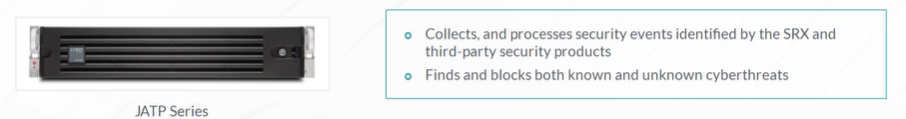 Collects, and processes security events identified by the SRX and
third-party security products
Finds and blocks both known and unknown cyberthreats
JATP Series